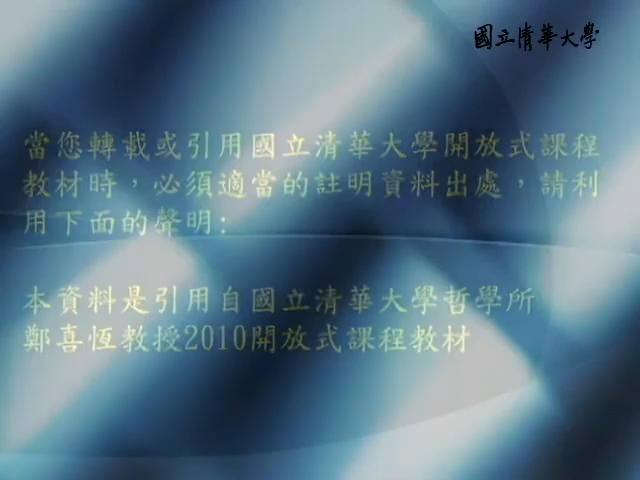 國立清華大學
當您轉載或引用國立清華大學開放式課程
教材時，必須適當的註明資料出處，請利
用下面的聲明:
本資料是引用自國立清華大學哲學所
鄭喜恆教授2010開放式課程教材